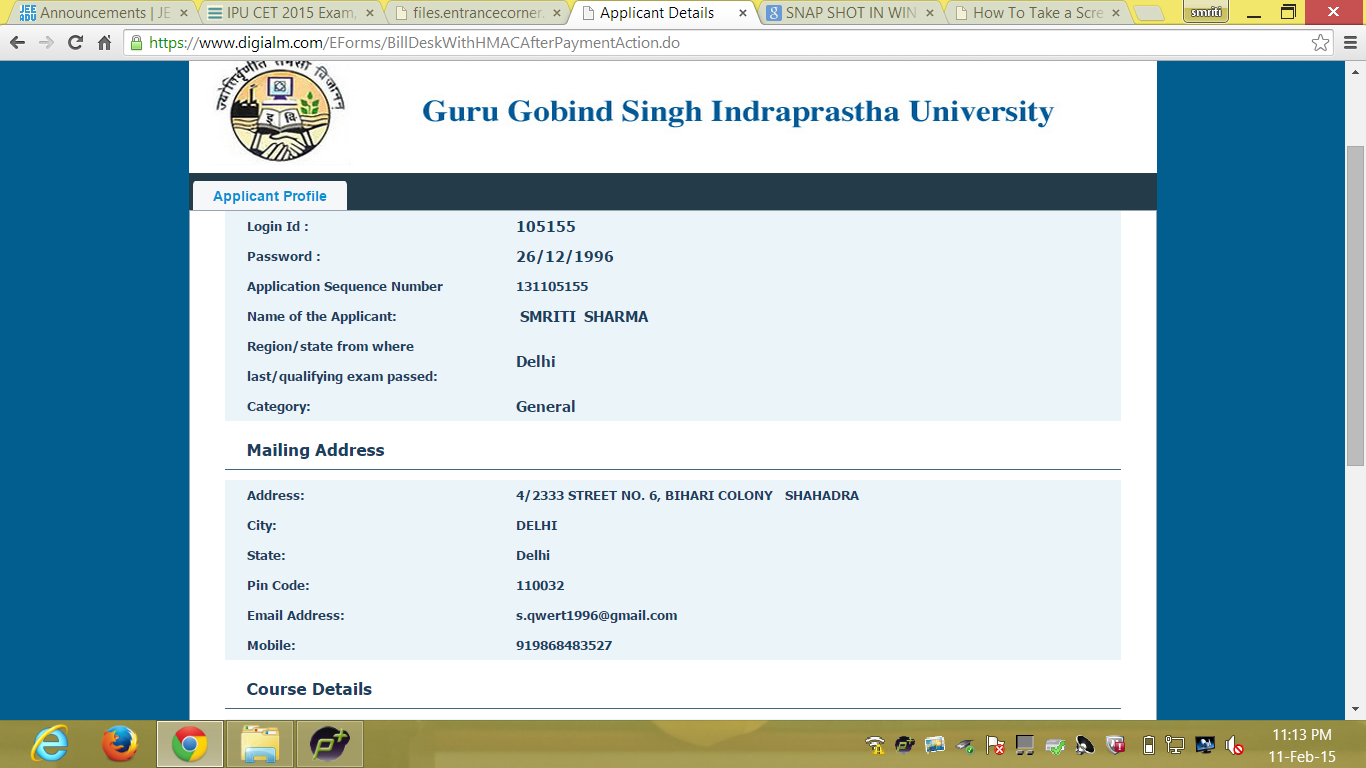 Announcements | JE
IPU CET 2015 Exam,
files.entrancecorner.
Applicant Details
SNAP SHOT IN WIN
How To Take a Scre
smriti
https://www.digialm.com/EForms/BillDeskWithHMACAfterPaymentAction.do
Guru Gobind Singh Indraprastha University
Applicant Profile
Login Id : 105155
Password : 26/12/1996
Application Sequence Number 131105155
Name of the Applicant: SMRITI SHARMA
Region/state from where
last/qualifying exam passed: Delhi
Category: General
Mailing Address
Address: 4/2333 STREET NO. 6, BIHARI COLONY SHAHADRA
City: DELHI
State: Delhi
Pin Code: 110032
Email Address: s.qwert1996@gmail.com
Mobile: 919868483527
Course Details
11:13 PM
11-Feb-15